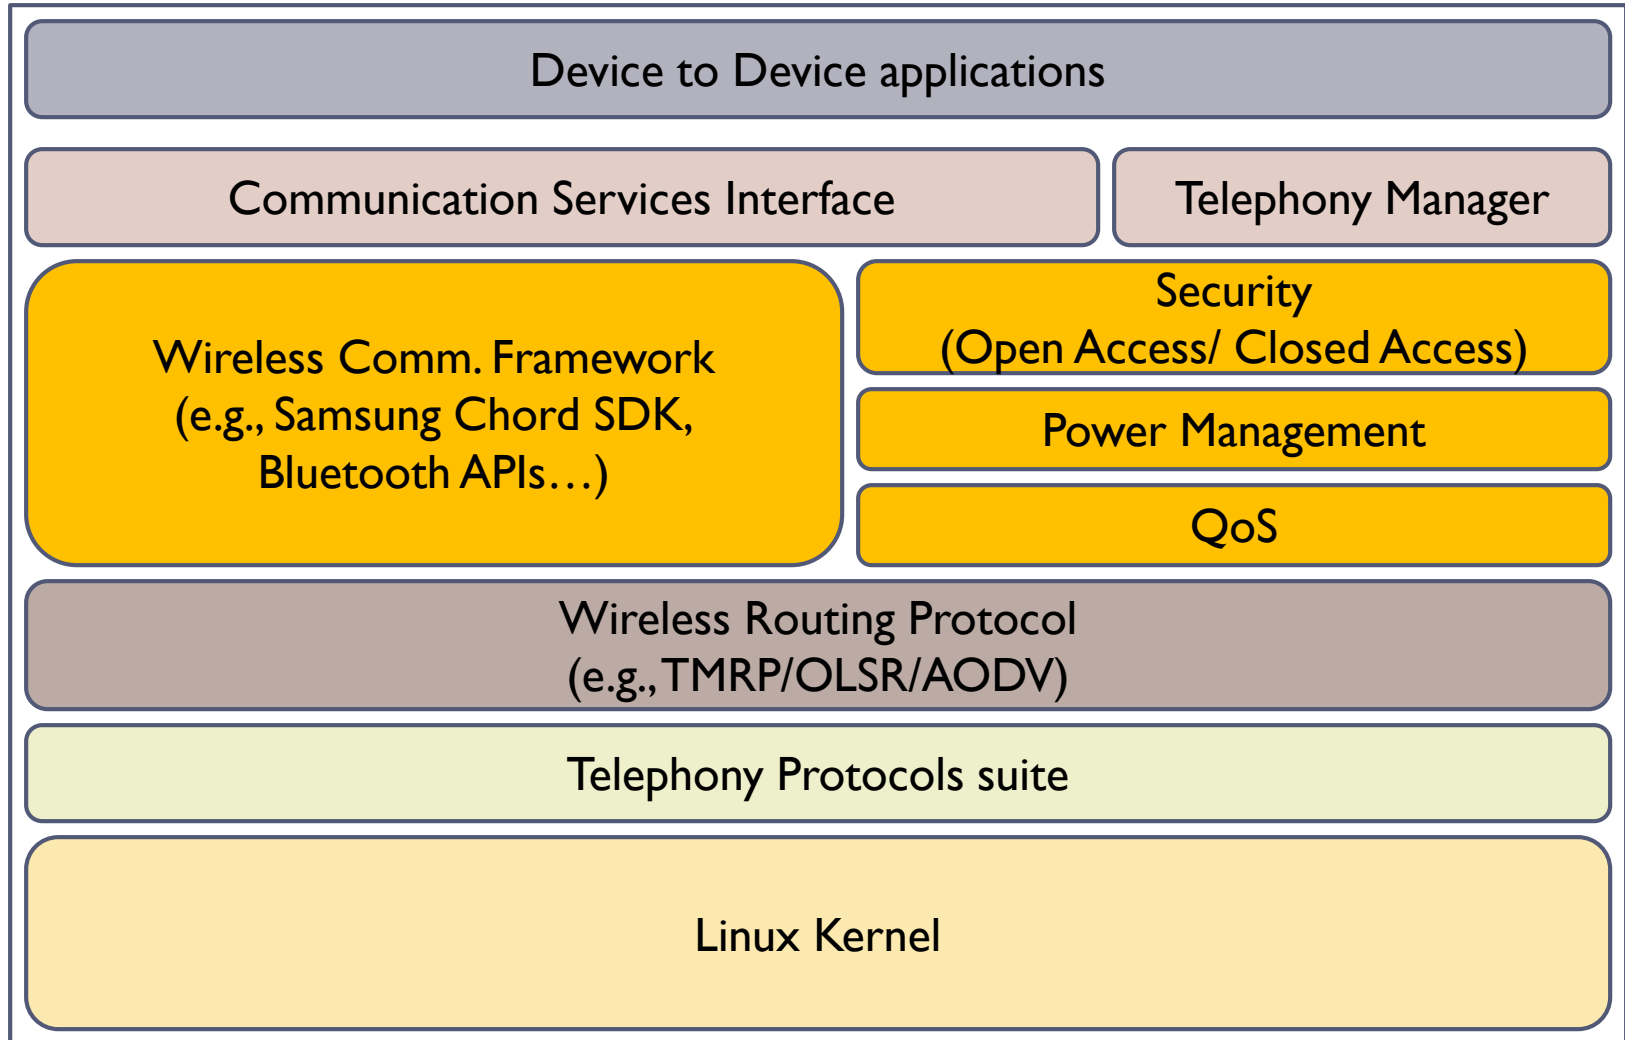 Device to Device applications
Communication Services Interface
Telephony Manager
Wireless Comm. Framework
(e.g., Samsung Chord SDK,
Bluetooth APIs…)
Security
(Open Access/ Closed Access)
Power Management
QoS
Wireless Routing Protocol
(e.g., TMRP/OLSR/AODV)
Telephony Protocols suite
Linux Kernel